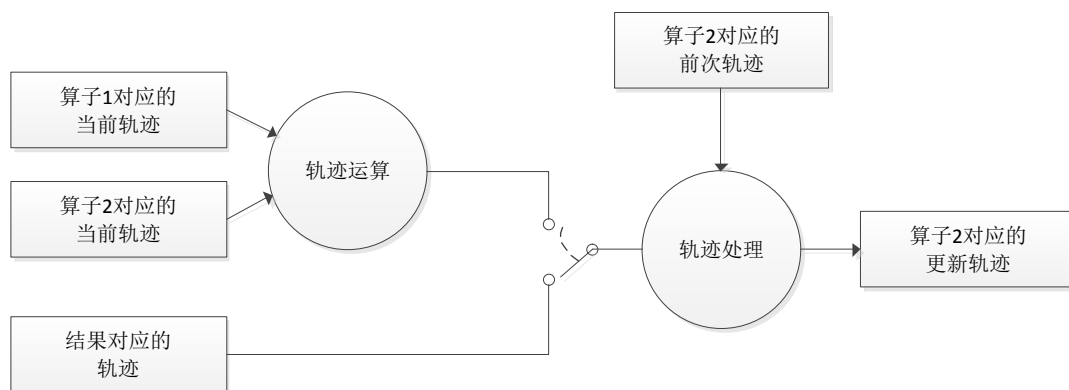 算子1对应的
当前轨迹
算子2对应的
当前轨迹
结果对应的
轨迹
轨迹运算
算子2对应的
前次轨迹
轨迹处理
算子2对应的
更新轨迹